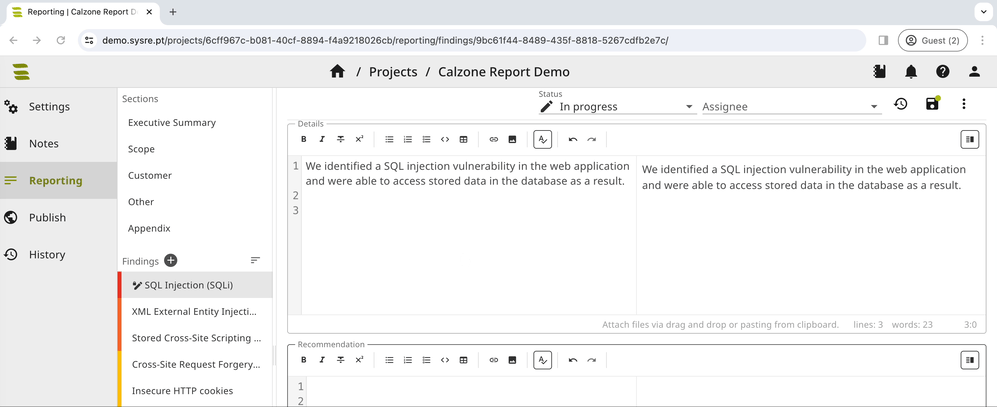 Reporting | Calzone Report D
demo.sysre.pt/projects/6cff967c-b081-40cf-8894-f4a9218026cb/reporting/findings/9bc61f44-8489-435f-8818-5267cdfb2e7c/
Guest (2)
/ Projects / Calzone Report Demo
Settings
Notes
Reporting
Publish
History
Sections
Executive Summary
Scope
Customer
Other
Appendix
Findings
SQL Injection (SQLi)
XML External Entity Injecti...
Stored Cross-Site Scripting ...
Cross-Site Request Forgery...
Insecure HTTP cookies
Status
In progress
Assignee
Details
B I S x²
1 We identified a SQL injection vulnerability in the web application
and were able to access stored data in the database as a result.
2
3
We identified a SQL injection vulnerability in the web application
and were able to access stored data in the database as a result.
Attach files via drag and drop or pasting from clipboard. lines: 3 words: 23 3:0
Recommendation
B I S x²
1
2